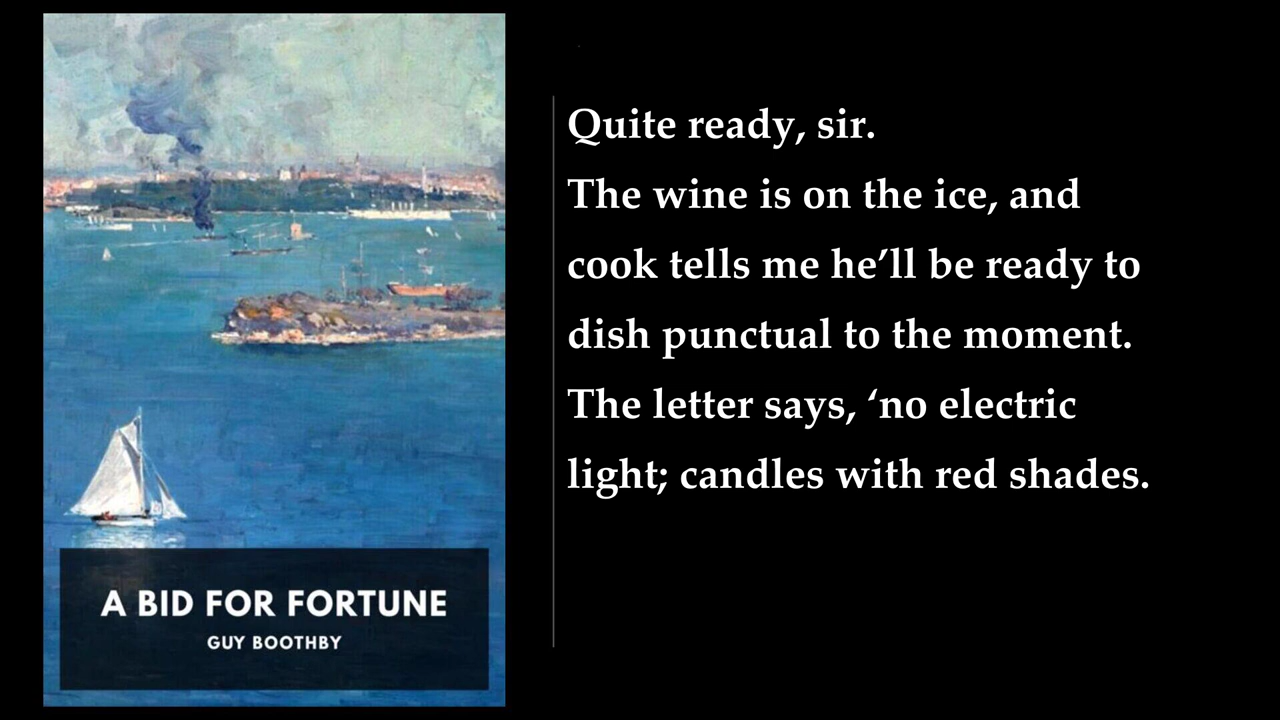 Quite ready, sir.
The wine is on the ice, and
cook tells me he’ll be ready to
dish punctual to the moment.
The letter says, ‘no electric
light; candles with red shades.
A BID FOR FORTUNE
GUY BOOTHBY